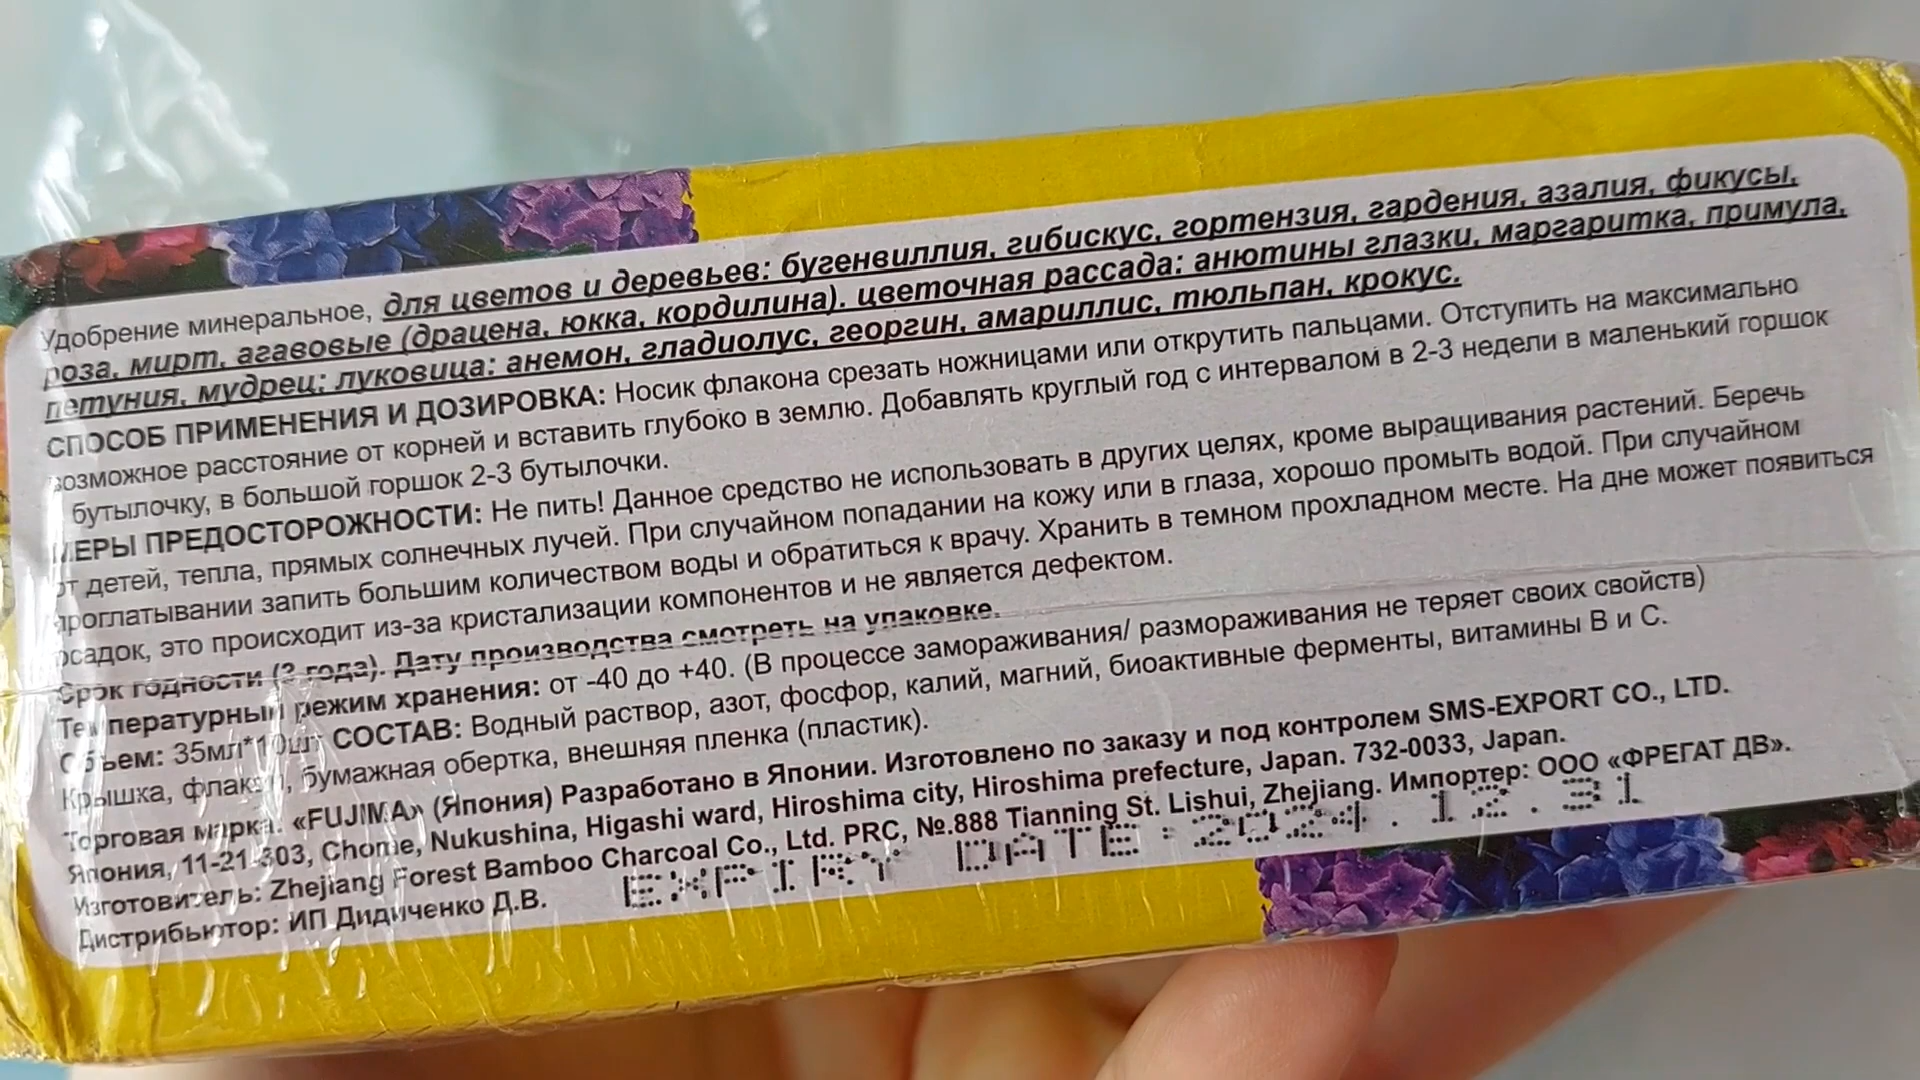 Удобрение минеральное, для цветов и деревьев: бугенвиллия, гибискус, гортензия, гардения, азалия, фикусы,
роза, мирт, агавовые (драцена, юкка, кордилина). цветочная рассада: анютины глазки, маргаритка, примула,
петуния, мудрец; луковица: анемон, гладиолус, георгин, амариллис, тюльпан, крокус.
СПОСОБ ПРИМЕНЕНИЯ И ДОЗИРОВКА: Носик флакона срезать ножницами или открутить пальцами. Отступить на максимально
возможное расстояние от корней и вставить глубоко в землю. Добавлять круглый год с интервалом в 2-3 недели в маленький горшок
бутылочку, в большой горшок 2-3 бутылочки.
МЕРЫ ПРЕДОСТОРОЖНОСТИ: Не пить! Данное средство не использовать в других целях, кроме выращивания растений. Беречь
от детей, тепла, прямых солнечных лучей. При случайном попадании на кожу или в глаза, хорошо промыть водой. При случайном
проглатывании запить большим количеством воды и обратиться к врачу. Хранить в темном прохладном месте. На дне может появиться
осадок, это происходит из-за кристализации компонентов и не является дефектом.
Срок годности (3 года). Дату производства смотреть на упаковке.
Температурный режим хранения: от -40 до +40. (В процессе замораживания/ размораживания не теряет своих свойств)
Объем: 35мл*10шт СОСТАВ: Водный раствор, азот, фосфор, калий, магний, биоактивные ферменты, витамины В и С.
Крышка, флакон, бумажная обертка, внешняя пленка (пластик).
Торговая марка. «FUJIMA» (Япония) Разработано в Японии. Изготовлено по заказу и под контролем SMS-EXPORT CO., LTD.
Япония, 11-21-303, Chome, Nukushina, Higashi ward, Hiroshima city, Hiroshima prefecture, Japan. 732-0033, Japan.
Изготовитель: Zhejiang Forest Bamboo Charcoal Co., Ltd. PRC, №.888 Tianning St. Lishui, Zhejiang. Импортер: ООО «ФРЕГАТ ДВ».
Дистрибьютор: ИП Дидиченко Д.В.
EXPIRY DATE:2024.12.31